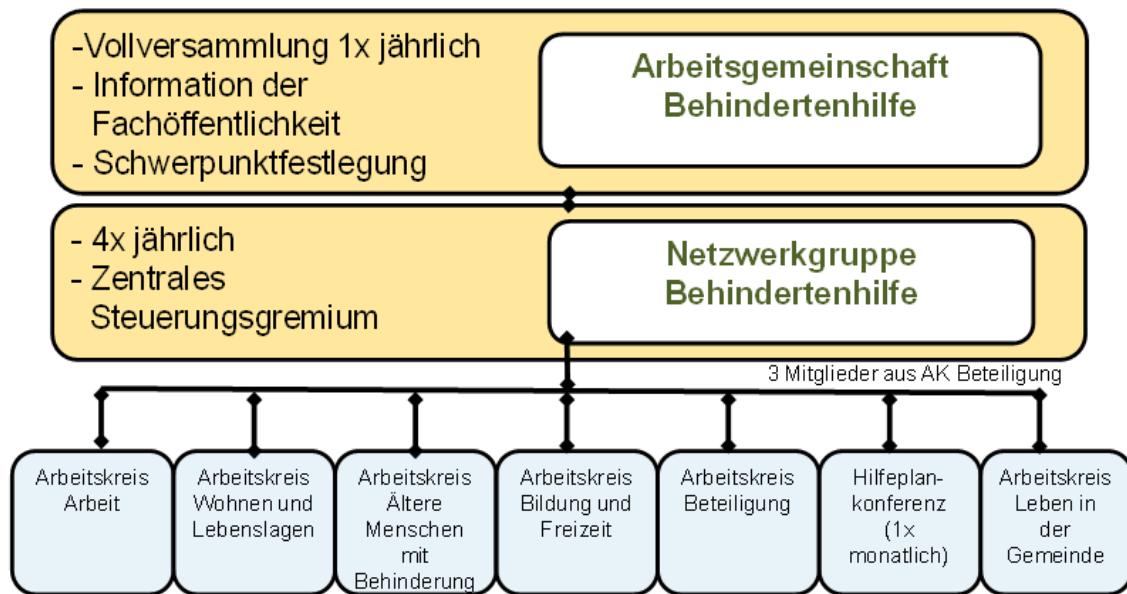 -Vollversammlung 1x jährlich
- Information der
Fachöffentlichkeit
- Schwerpunktfestlegung
Arbeitsgemeinschaft
Behindertenhilfe
- 4x jährlich
- Zentrales
Steuerungsgremium
Netzwerkgruppe
Behindertenhilfe
3 Mitglieder aus AK Beteiligung
Arbeitskreis
Arbeit
Arbeitskreis
Wohnen und
Lebenslagen
Arbeitskreis
Ältere
Menschen
mit
Behinderung
Arbeitskreis
Bildung und
Freizeit
Arbeitskreis
Beteiligung
Hilfeplan-
konferenz
(1x
monatlich)
Arbeitskreis
Leben in
der
Gemeinde